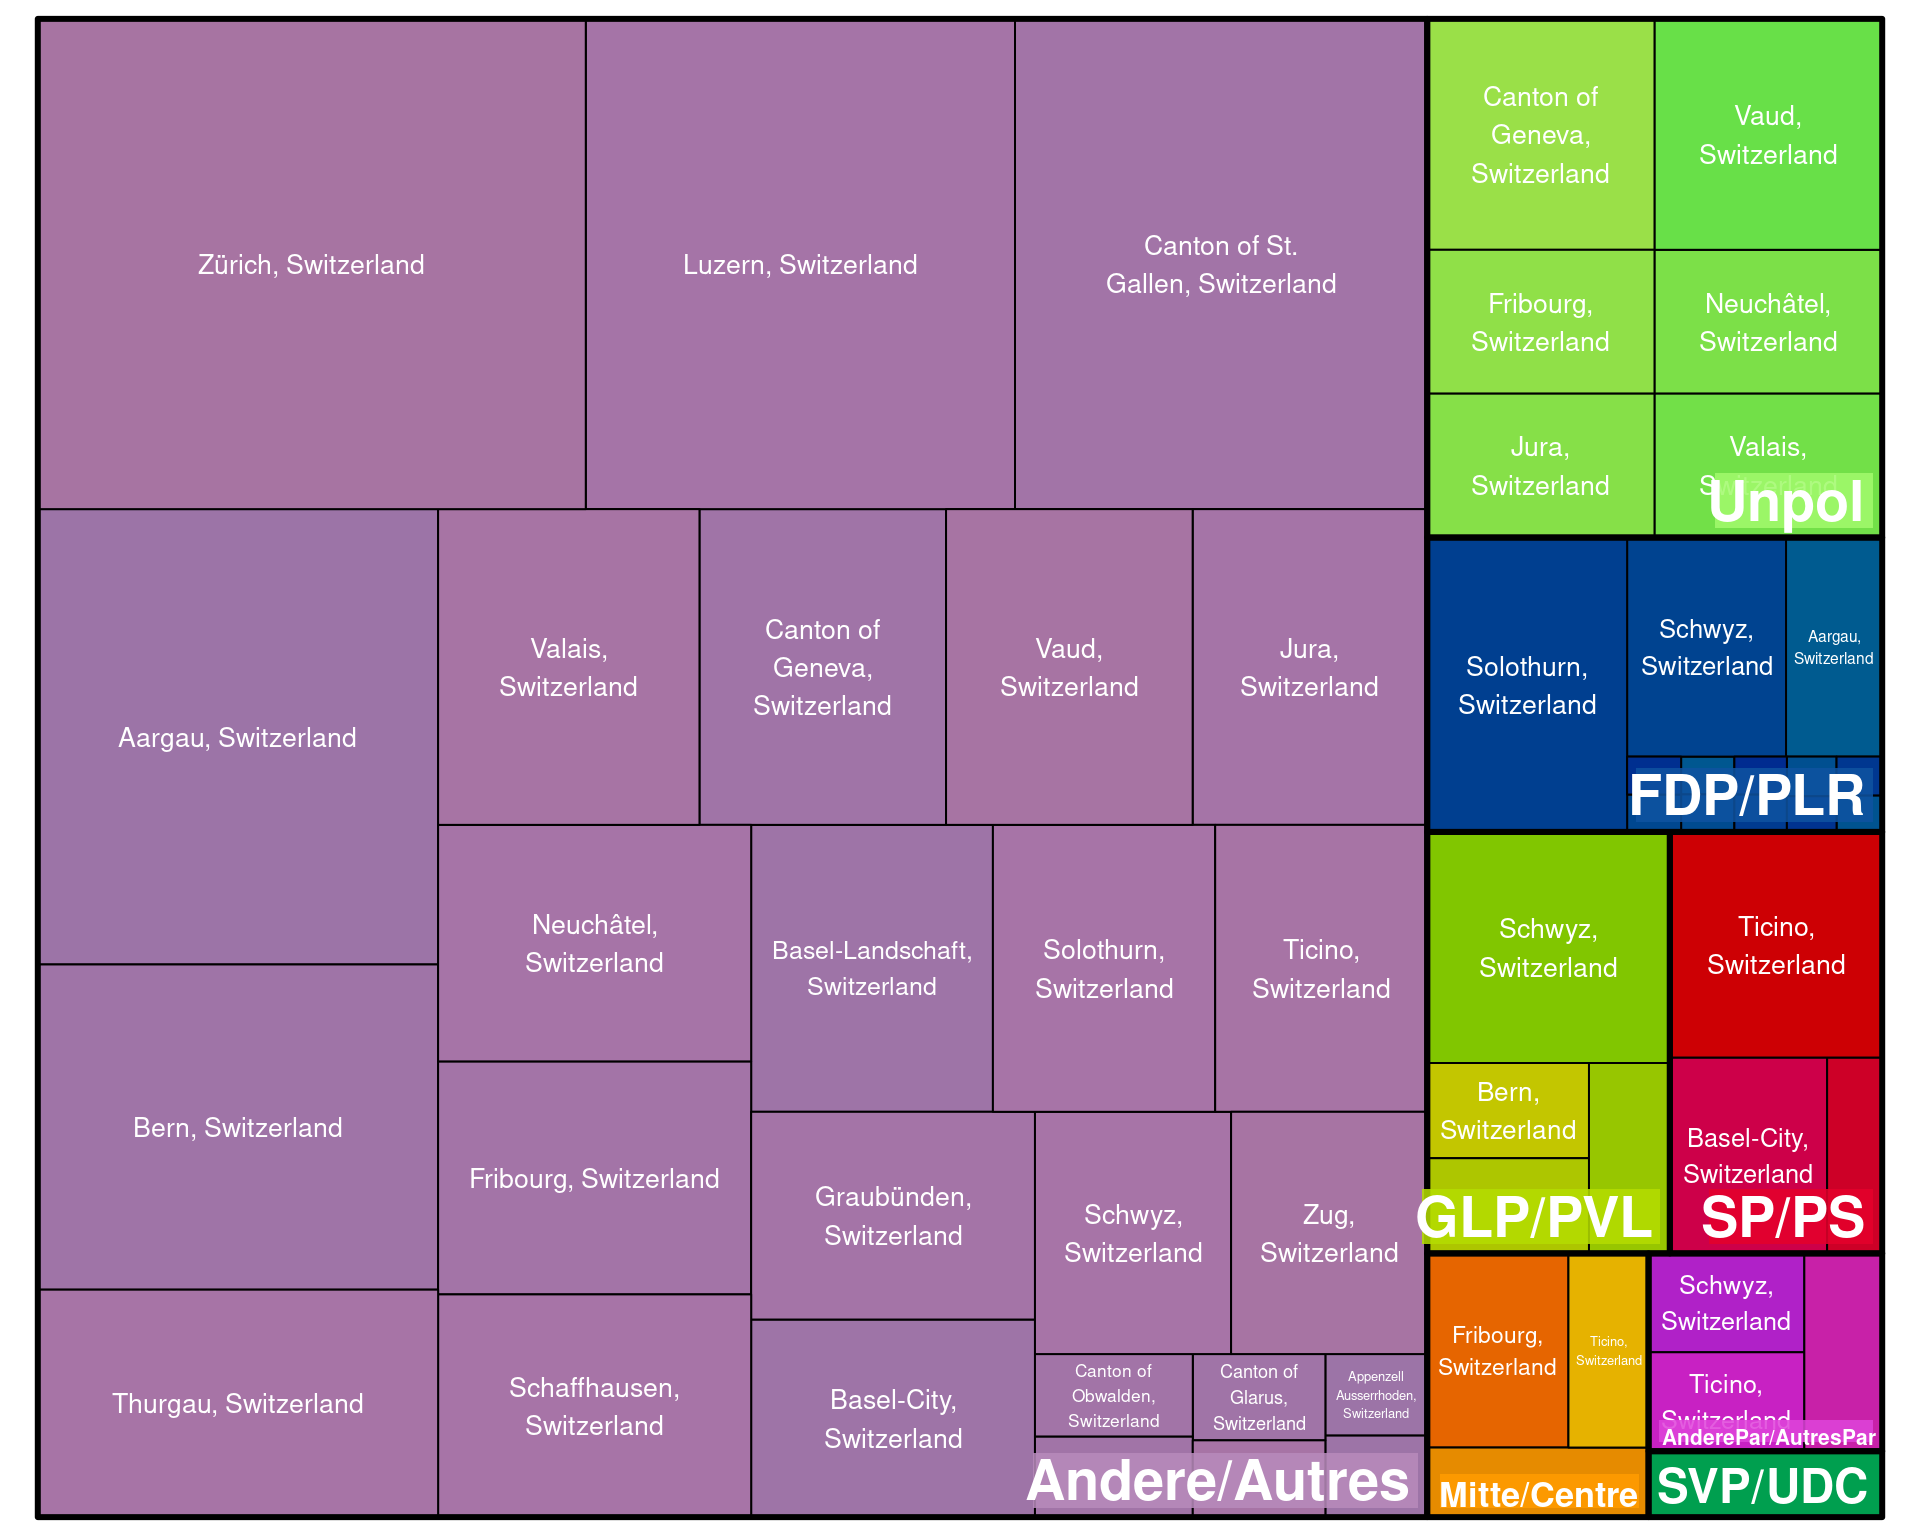 Zürich, Switzerland
Luzern, Switzerland
Canton of St.
Gallen, Switzerland
Aargau, Switzerland
Valais,
Switzerland
Canton of
Geneva,
Switzerland
Vaud,
Switzerland
Jura,
Switzerland
Neuchâtel,
Switzerland
Basel-Landschaft,
Switzerland
Solothurn,
Switzerland
Ticino,
Switzerland
Bern, Switzerland
Fribourg, Switzerland
Graubünden,
Switzerland
Schwyz,
Switzerland
Zug,
Switzerland
Thurgau, Switzerland
Schaffhausen,
Switzerland
Basel-City,
Switzerland
Canton of
Obwalden,
Switzerland
Canton of
Glarus,
Switzerland
Appenzell
Ausserrhoden,
Switzerland
Andere/Autres
Canton of
Geneva,
Switzerland
Vaud,
Switzerland
Fribourg,
Switzerland
Neuchâtel,
Switzerland
Jura,
Switzerland
Valais,
Switzerland
Unpol
Solothurn,
Switzerland
Schwyz,
Switzerland
Aargau,
Switzerland
FDP/PLR
Schwyz,
Switzerland
Bern,
Switzerland
GLP/PVL
Ticino,
Switzerland
Basel-City,
Switzerland
SP/PS
Fribourg,
Switzerland
Ticino,
Switzerland
Mitte/Centre
Schwyz,
Switzerland
Ticino,
Switzerland
AnderePar/AutresPar
SVP/UDC